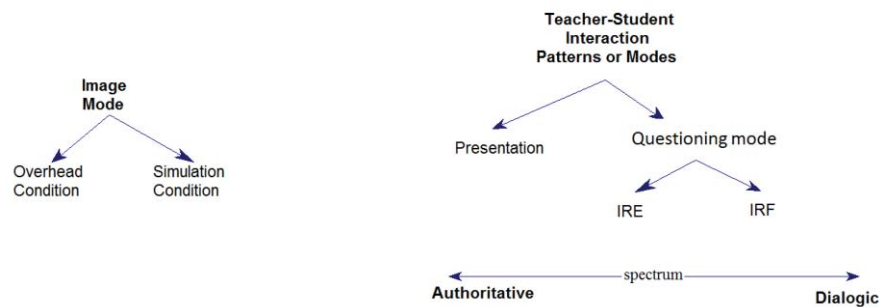 Image
Mode
Overhead
Condition
Simulation
Condition
Teacher-Student
Interaction
Patterns or Modes
Presentation
Questioning mode
IRE
IRF
spectrum
Authoritative
Dialogic